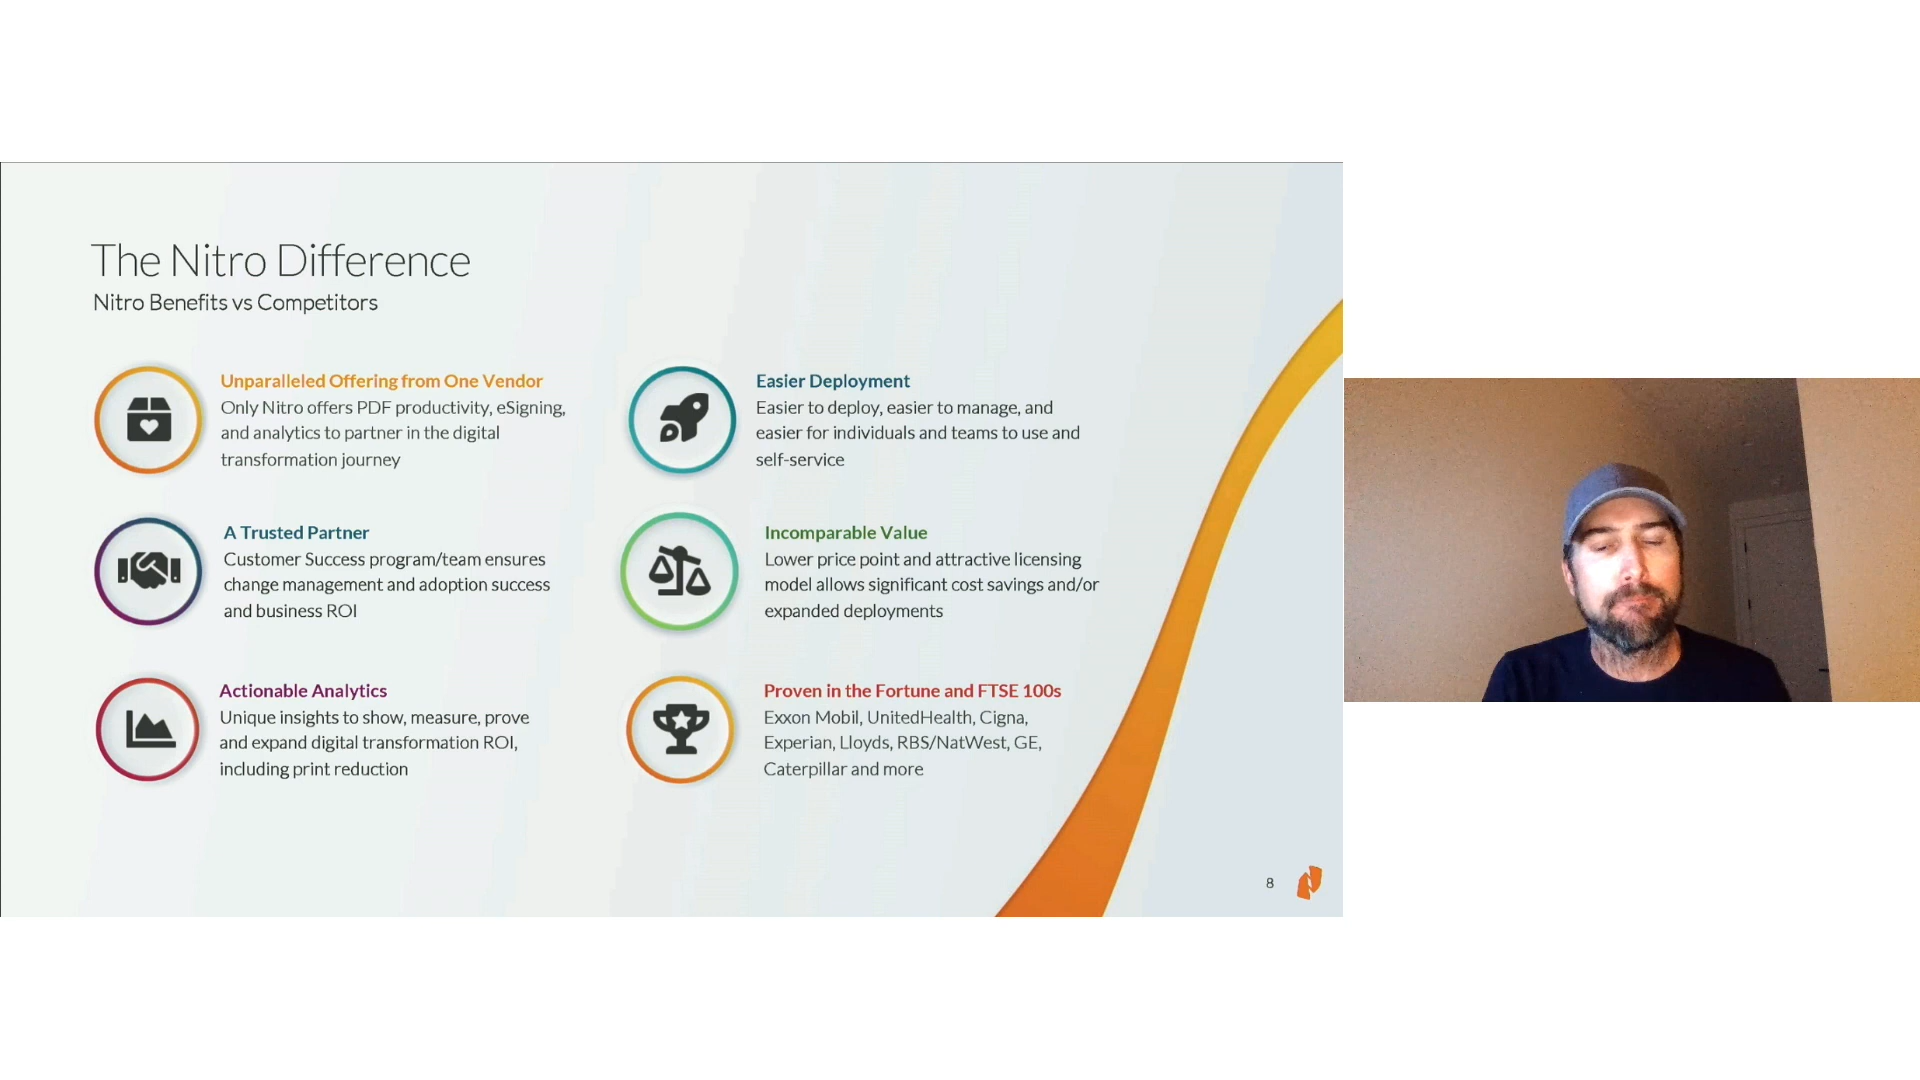 The Nitro Difference
Nitro Benefits vs Competitors
Unparalleled Offering from One Vendor
Only Nitro offers PDF productivity, eSigning,
and analytics to partner in the digital
transformation journey
A Trusted Partner
Customer Success program/team ensures
change management and adoption success
and business ROI
Actionable Analytics
Unique insights to show, measure, prove
and expand digital transformation ROI,
including print reduction
Easier Deployment
Easier to deploy, easier to manage, and
easier for individuals and teams to use and
self-service
Incomparable Value
Lower price point and attractive licensing
model allows significant cost savings and/or
expanded deployments
Proven in the Fortune and FTSE 100s
Exxon Mobil, UnitedHealth, Cigna,
Experian, Lloyds, RBS/NatWest, GE,
Caterpillar and more
8